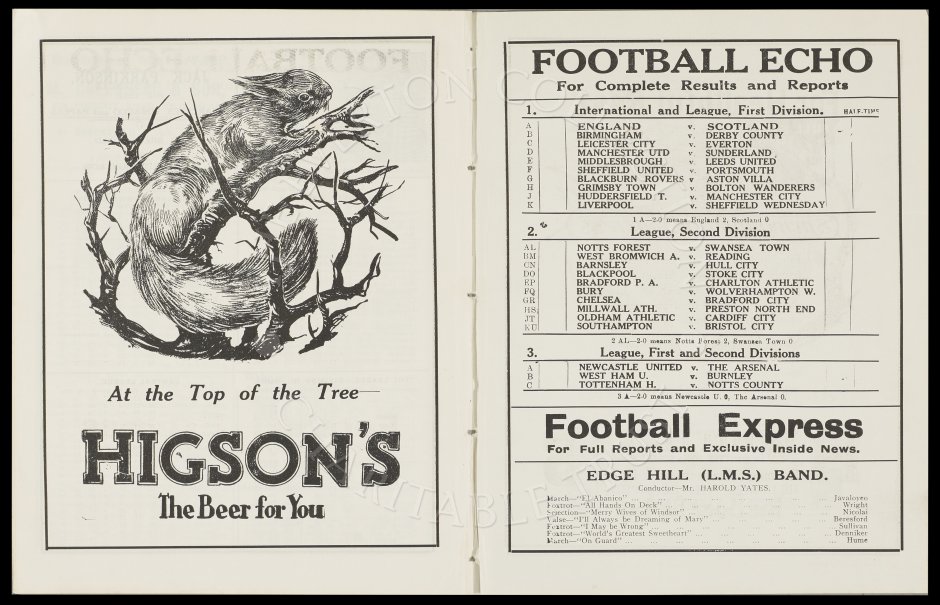 At the Top of the Tree
HIGSON'S
The Beer for You
FOOTBALL ECHO
For Complete Results and Reports
1. International and League, First Division. HALF-TIME
A ENGLAND v. SCOTLAND
B BIRMINGHAM v. DERBY COUNTY
C LEICESTER CITY v. EVERTON
D MANCHESTER UTD v. SUNDERLAND
E MIDDLESBROUGH v. LEEDS UNITED
F SHEFFIELD UNITED v. PORTSMOUTH
G BLACKBURN ROVERS v ASTON VILLA
H GRIMSBY TOWN v. BOLTON WANDERERS
J HUDDERSFIELD T. v. MANCHESTER CITY
K LIVERPOOL v. SHEFFIELD WEDNESDAY
1 A—2-0 means England 2, Scotland 0
2. League, Second Division
AL NOTTS FOREST v. SWANSEA TOWN
BM WEST BROMWICH A. v. READING
CN BARNSLEY v. HULL CITY
DO BLACKPOOL v. STOKE CITY
EP BRADFORD P. A. v. CHARLTON ATHLETIC
FQ BURY v. WOLVERHAMPTON W.
GR CHELSEA v. BRADFORD CITY
HS MILLWALL ATH. v. PRESTON NORTH END
JT OLDHAM ATHLETIC v. CARDIFF CITY
KU SOUTHAMPTON v. BRISTOL CITY
2 AL—2-0 means Notts Forest 2, Swansea Town 0
3. League, First and Second Divisions
A NEWCASTLE UNITED v. THE ARSENAL
B WEST HAM U. v. BURNLEY
C TOTTENHAM H. v. NOTTS COUNTY
3 A—2-0 means Newcastle U. 0, The Arsenal 0.
Football Express
For Full Reports and Exclusive Inside News.
EDGE HILL (L.M.S.) BAND.
Conductor—Mr. HAROLD YATES.
March—"El Abanico" ... Javaloyeo
Foxtrot—"All Hands On Deck" ... Wright
Selection—"Merry Wives of Windsor" ... Nicolai
Valse—"I'll Always be Dreaming of Mary" ... Beresford
Foxtrot—"I May be Wrong" ... Sullivan
Foxtrot—"World's Greatest Sweetheart" ... Denniker
March—"On Guard" ... Hume